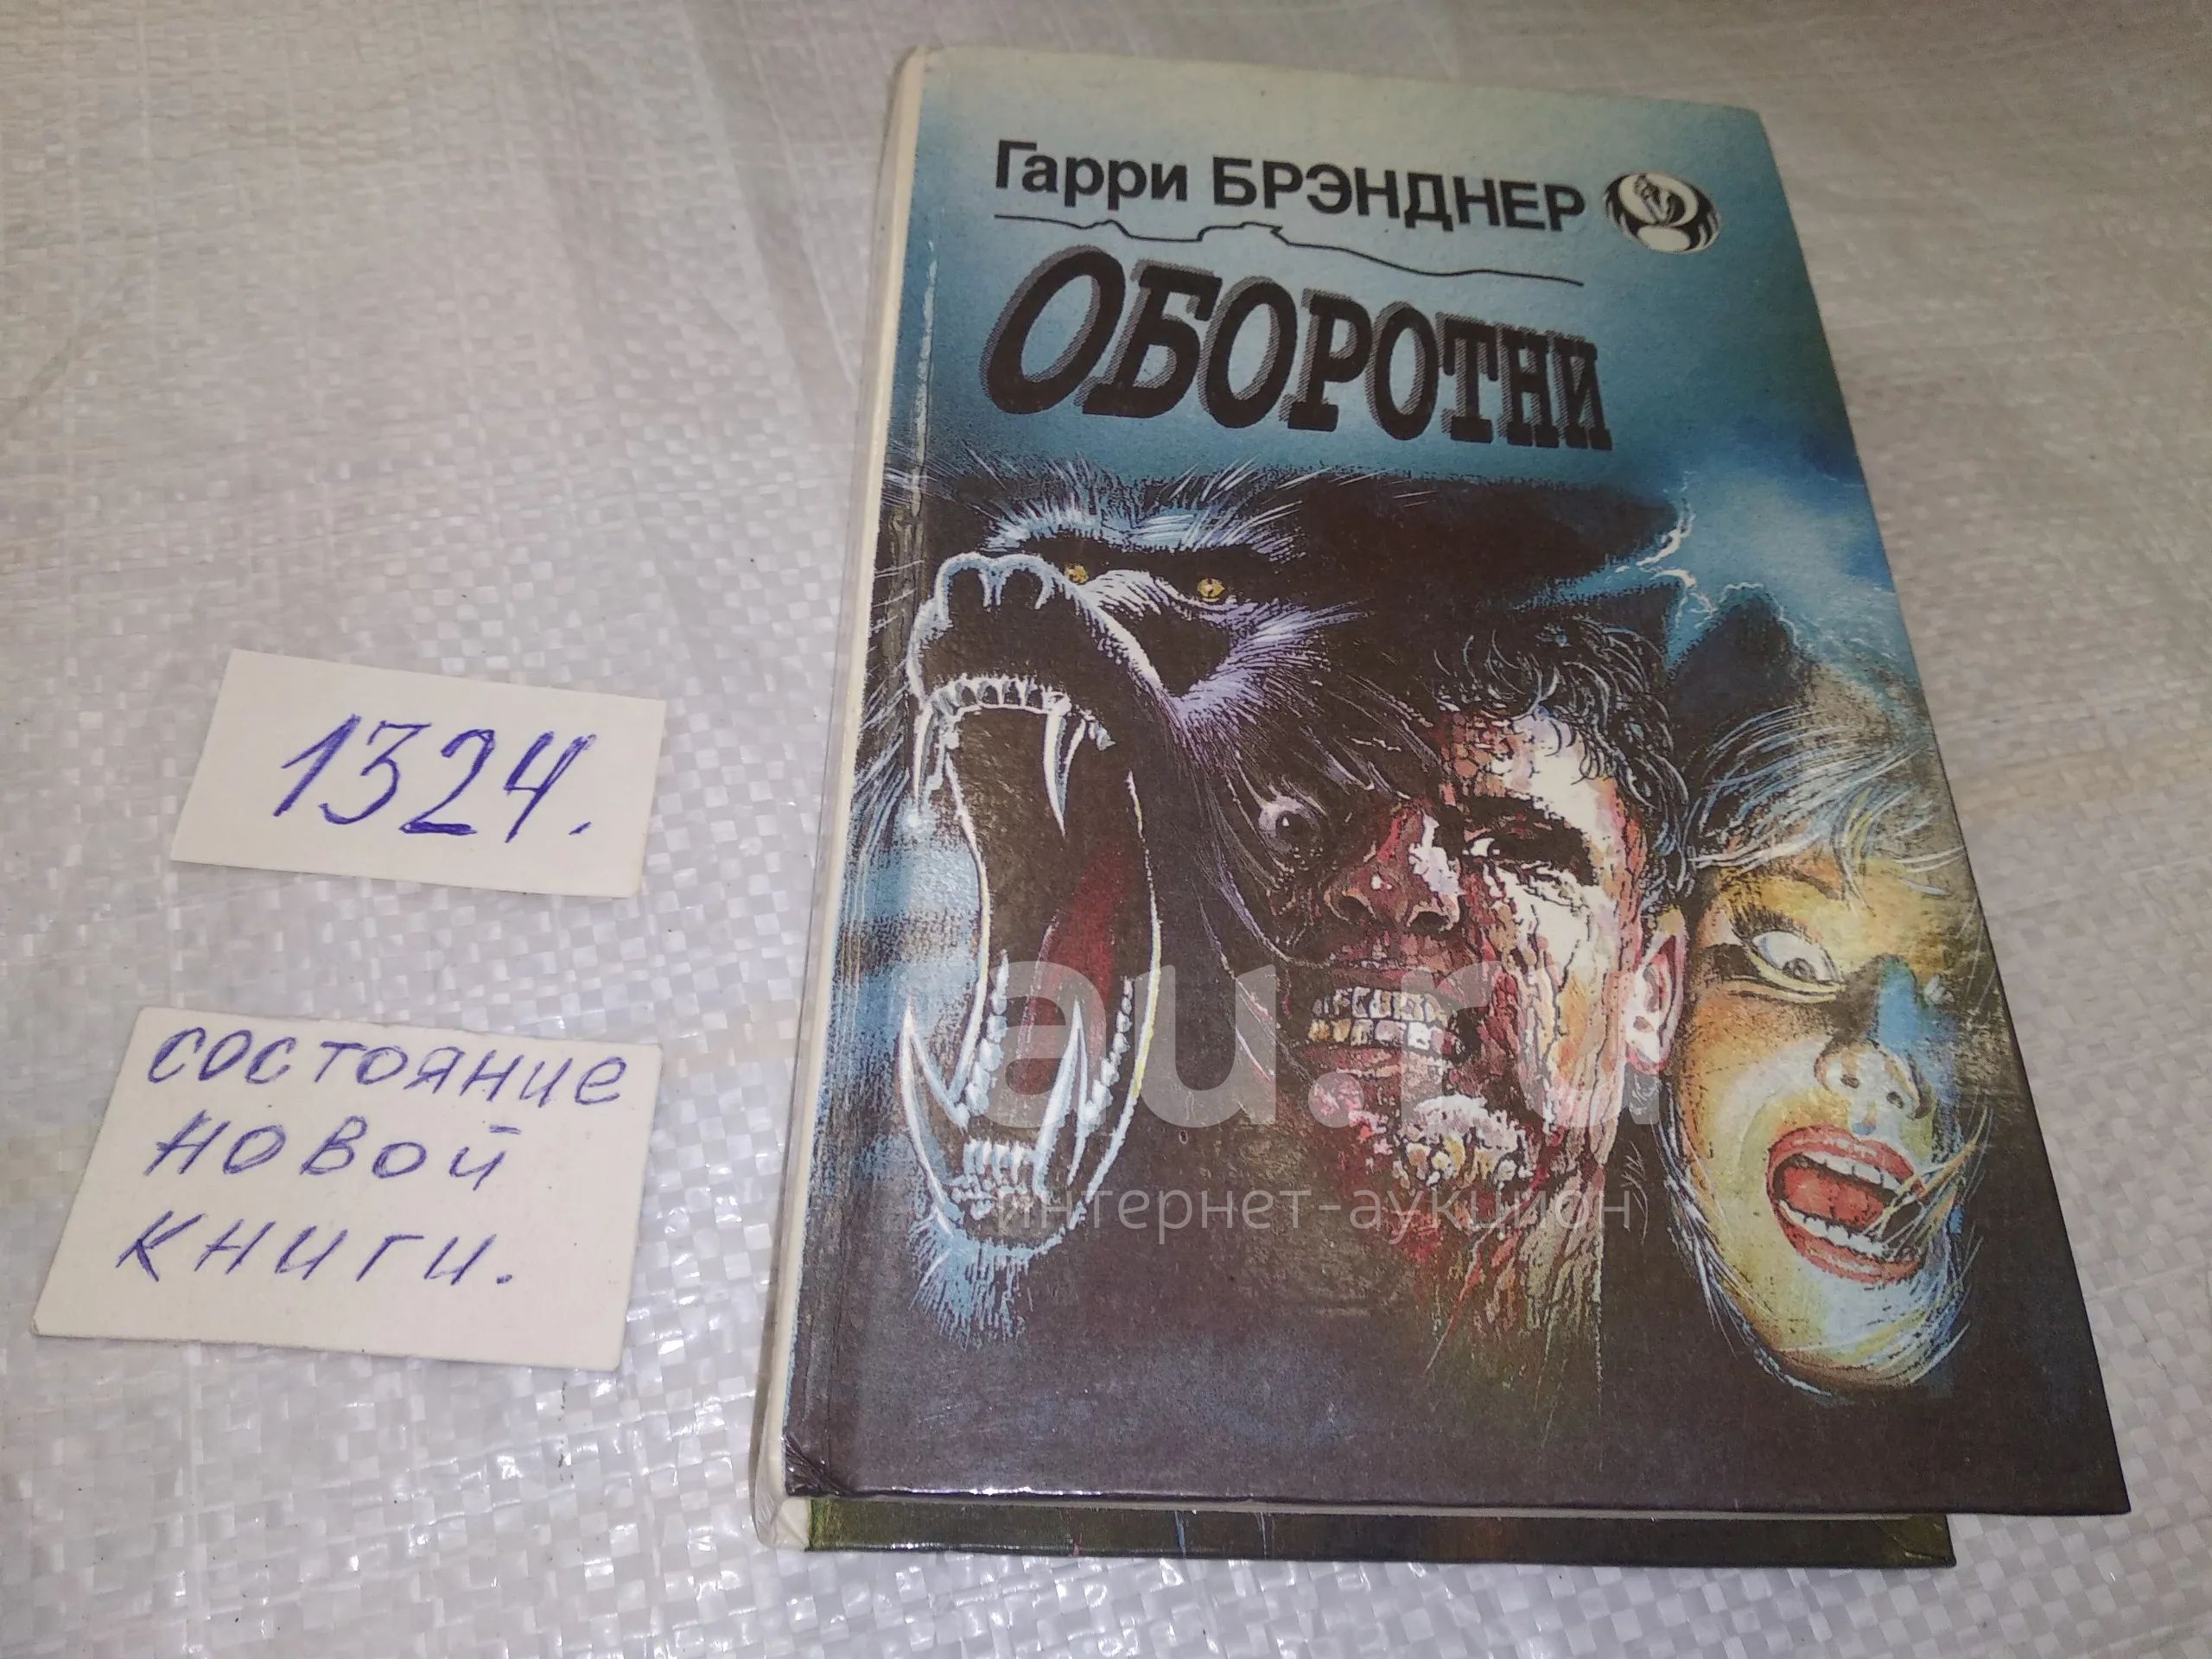 Гарри БРЭНДНЕР
ОБОРОТНИ
1324.
состояние
новой
книги.
au.ru
интернет-аукцион